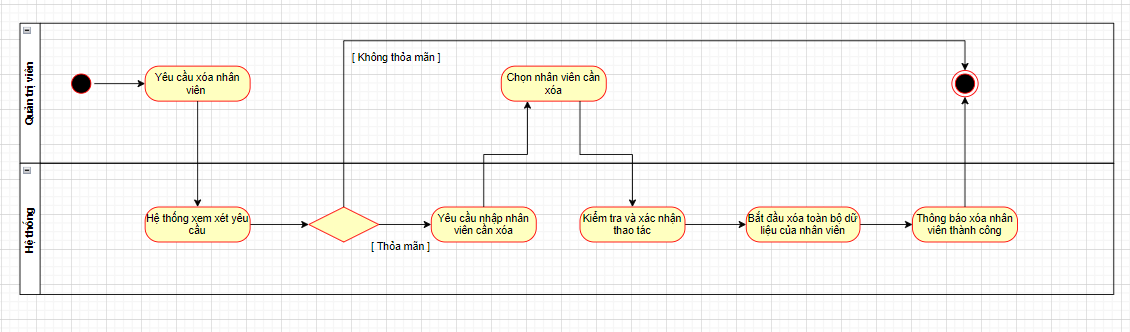 Quản trị viên
Yêu cầu xóa nhân
viên
[ Không thỏa mãn ]
Chọn nhân viên cần
xóa
Hệ thống
Hệ thống xem xét yêu
cầu
[ Thỏa mãn ]
Yêu cầu nhập nhân
viên cần xóa
Kiểm tra và xác nhận
thao tác
Bắt đầu xóa toàn bộ dữ
liệu của nhân viên
Thông báo xóa nhân
viên thành công